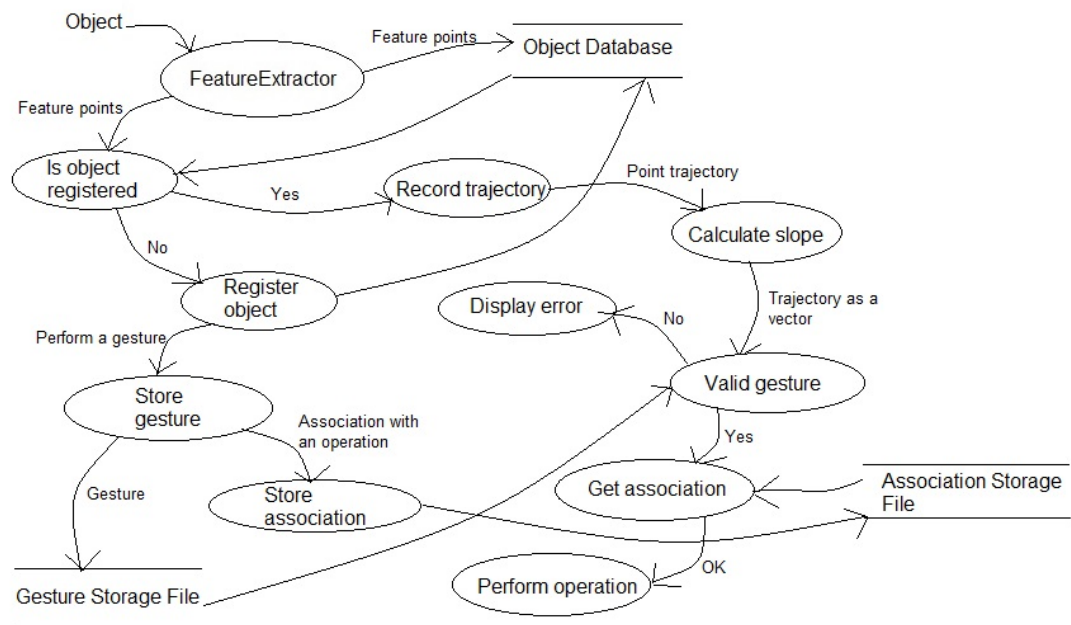 Object
Feature points
Object Database
FeatureExtractor
Feature points
Is object
registered
Yes
Record trajectory
Point trajectory
Calculate slope
No
Register
object
Display error
No
Trajectory as a
vector
Perform a gesture
Valid gesture
Store
gesture
Association with
an operation
Yes
Gesture
Store
association
Get association
Association Storage
File
OK
Perform operation
Gesture Storage File